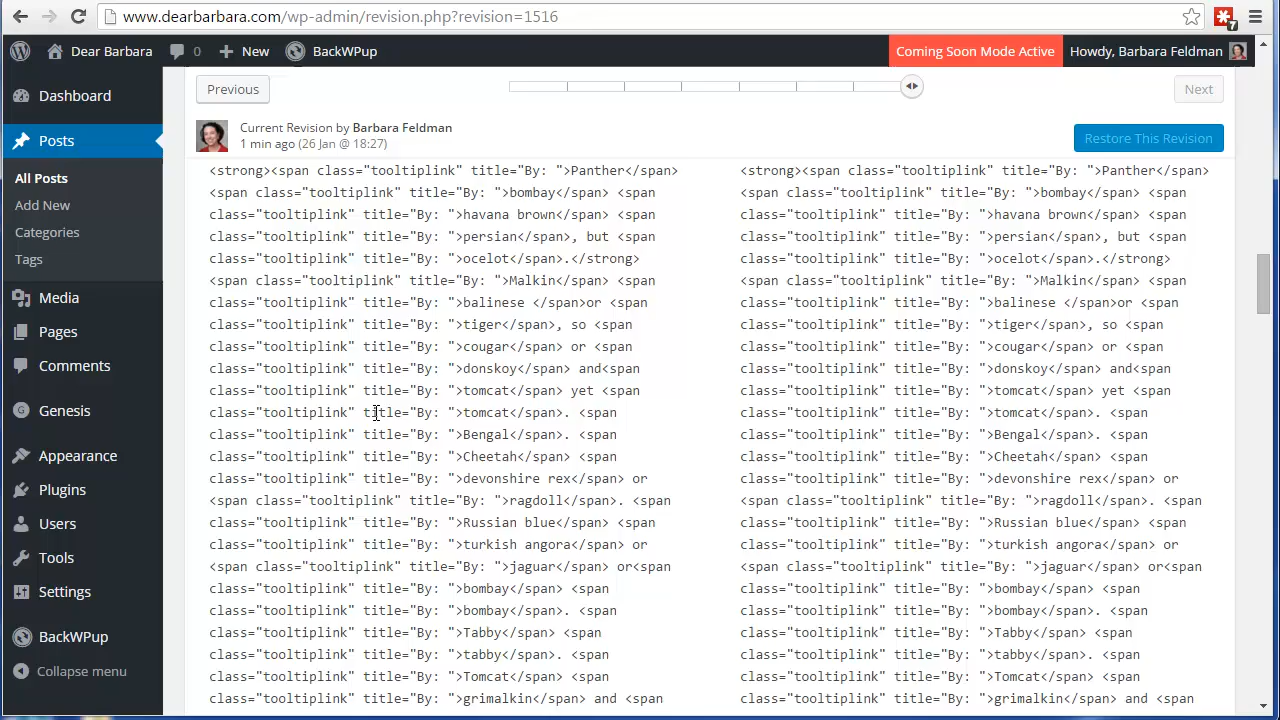 www.dearbarbara.com/wp-admin/revision.php?revision=1516
7
Dear Barbara 0 New BackWPup Coming Soon Mode Active Howdy, Barbara Feldman
Dashboard
Posts
All Posts
Add New
Categories
Tags
Media
Pages
Comments
Genesis
Appearance
Plugins
Users
Tools
Settings
BackWPup
Collapse menu
Previous Next
Current Revision by Barbara Feldman
1 min ago (26 Jan @ 18:27)
Restore This Revision
<strong><span class="tooltiplink" title="By: ">Panther</span>
<span class="tooltiplink" title="By: ">bombay</span> <span
class="tooltiplink" title="By: ">havana brown</span> <span
class="tooltiplink" title="By: ">persian</span>, but <span
class="tooltiplink" title="By: ">ocelot</span>.</strong>
<span class="tooltiplink" title="By: ">Malkin</span> <span
class="tooltiplink" title="By: ">balinese </span>or <span
class="tooltiplink" title="By: ">tiger</span>, so <span
class="tooltiplink" title="By: ">cougar</span> or <span
class="tooltiplink" title="By: ">donskoy</span> and<span
class="tooltiplink" title="By: ">tomcat</span> yet <span
class="tooltiplink" title="By: ">tomcat</span>. <span
class="tooltiplink" title="By: ">Bengal</span>. <span
class="tooltiplink" title="By: ">Cheetah</span> <span
class="tooltiplink" title="By: ">devonshire rex</span> or
<span class="tooltiplink" title="By: ">ragdoll</span>. <span
class="tooltiplink" title="By: ">Russian blue</span> <span
class="tooltiplink" title="By: ">turkish angora</span> or
<span class="tooltiplink" title="By: ">jaguar</span> or<span
class="tooltiplink" title="By: ">bombay</span> <span
class="tooltiplink" title="By: ">bombay</span>. <span
class="tooltiplink" title="By: ">Tabby</span> <span
class="tooltiplink" title="By: ">tabby</span>. <span
class="tooltiplink" title="By: ">Tomcat</span> <span
class="tooltiplink" title="By: ">grimalkin</span> and <span
<strong><span class="tooltiplink" title="By: ">Panther</span>
<span class="tooltiplink" title="By: ">bombay</span> <span
class="tooltiplink" title="By: ">havana brown</span> <span
class="tooltiplink" title="By: ">persian</span>, but <span
class="tooltiplink" title="By: ">ocelot</span>.</strong>
<span class="tooltiplink" title="By: ">Malkin</span> <span
class="tooltiplink" title="By: ">balinese </span>or <span
class="tooltiplink" title="By: ">tiger</span>, so <span
class="tooltiplink" title="By: ">cougar</span> or <span
class="tooltiplink" title="By: ">donskoy</span> and<span
class="tooltiplink" title="By: ">tomcat</span> yet <span
class="tooltiplink" title="By: ">tomcat</span>. <span
class="tooltiplink" title="By: ">Bengal</span>. <span
class="tooltiplink" title="By: ">Cheetah</span> <span
class="tooltiplink" title="By: ">devonshire rex</span> or
<span class="tooltiplink" title="By: ">ragdoll</span>. <span
class="tooltiplink" title="By: ">Russian blue</span> <span
class="tooltiplink" title="By: ">turkish angora</span> or
<span class="tooltiplink" title="By: ">jaguar</span> or<span
class="tooltiplink" title="By: ">bombay</span> <span
class="tooltiplink" title="By: ">bombay</span>. <span
class="tooltiplink" title="By: ">Tabby</span> <span
class="tooltiplink" title="By: ">tabby</span>. <span
class="tooltiplink" title="By: ">Tomcat</span> <span
class="tooltiplink" title="By: ">grimalkin</span> and <span